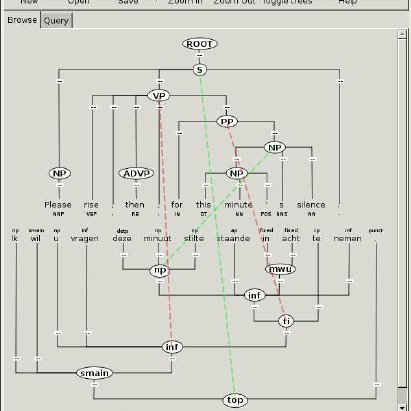 New Open Save Zoom in Zoom out Toggle trees Help
Browse Query
ROOT
S
VP
PP
NP
NP ADVP NP
Please rise , then , for this minute ' s silence .
NNP VBP , RB , IN DT NN POS NNS NN .
np smain np inf detp np np ap fixed fixed cp inf punct
Ik wil u vragen deze minuut stilte staande in acht te nemen .
np mwu
inf
ti
inf
smain
top